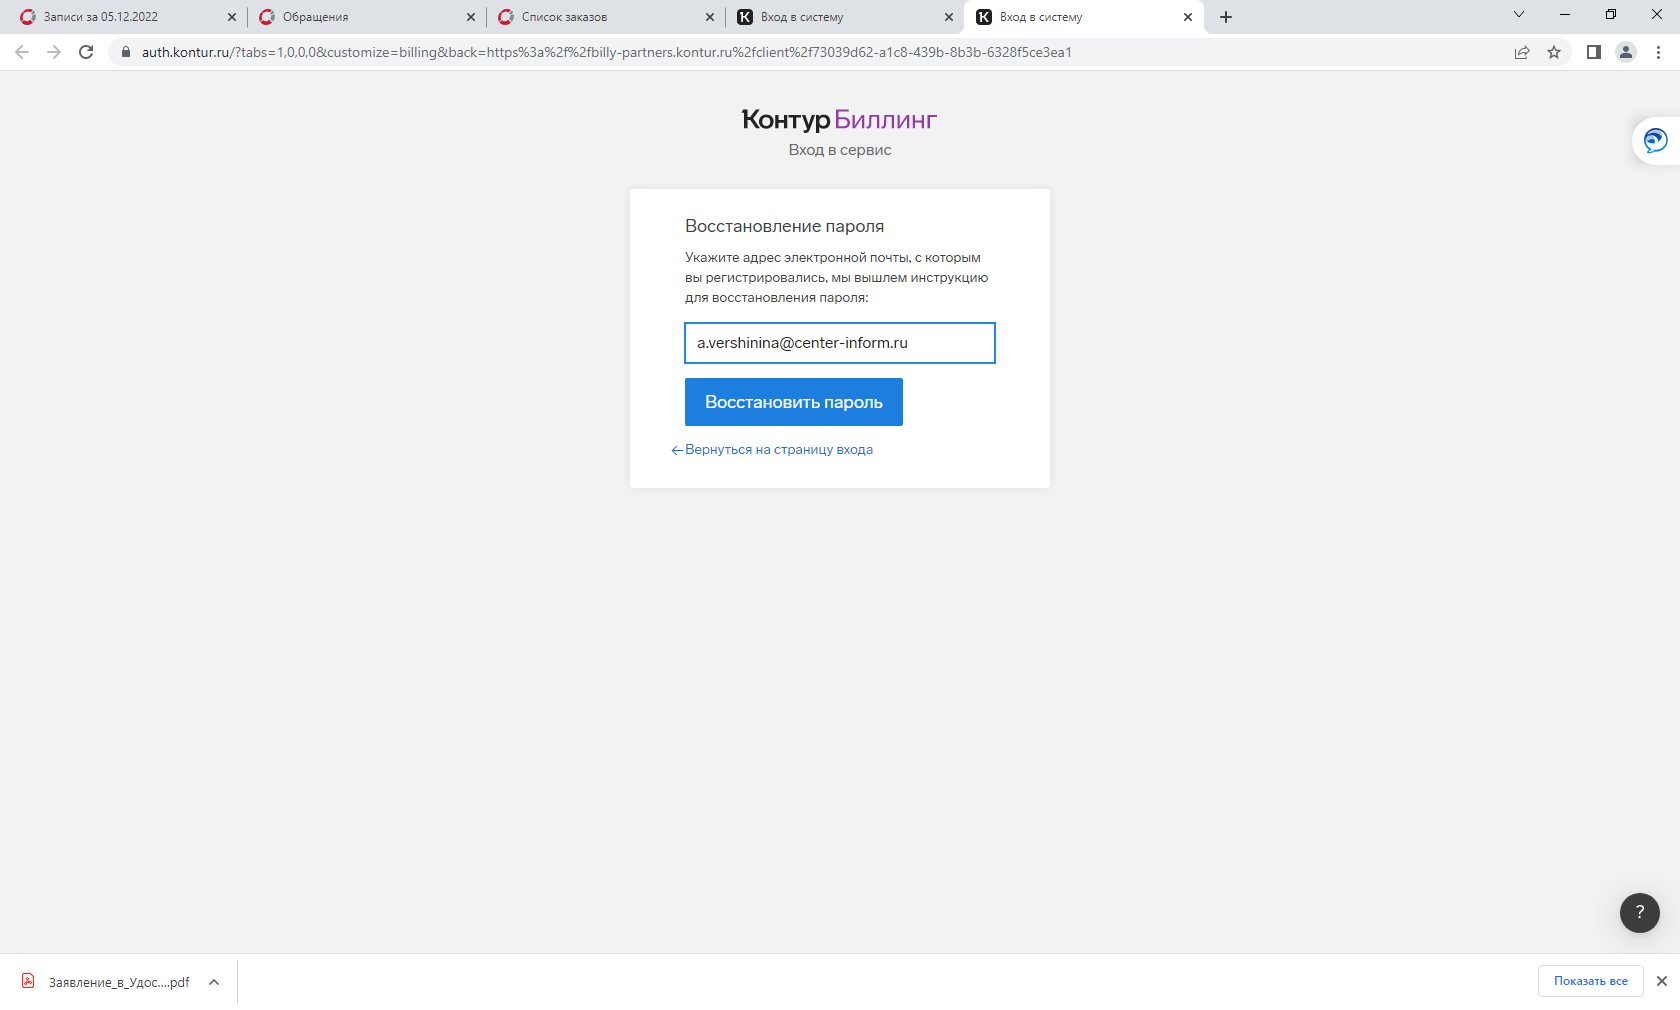 Записи за 05.12.2022
Обращения
Список заказов
Вход в систему
Вход в систему
auth.kontur.ru/?tabs=1,0,0,0&customize=billing&back=https%3a%2f%2fbilly-partners.kontur.ru%2fclient%2f73039d62-a1c8-439b-8b3b-6328f5ce3ea1
Контур Биллинг
Вход в сервис
Восстановление пароля
Укажите адрес электронной почты, с которым
вы регистрировались, мы вышлем инструкцию
для восстановления пароля:
a.vershinina@center-inform.ru
Восстановить пароль
←Вернуться на страницу входа
?
Заявление_в_Удос....pdf
Показать все